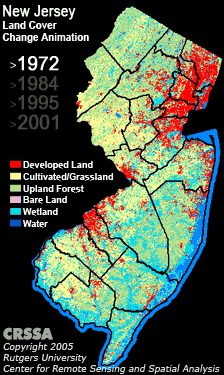 New Jersey
Land Cover
Change Animation
>1972
>1984
>1995
>2001
Developed Land
Cultivated/Grassland
Upland Forest
Bare Land
Wetland
Water
CRSSA
Copyright 2005
Rutgers University
Center for Remote Sensing and Spatial Analysis